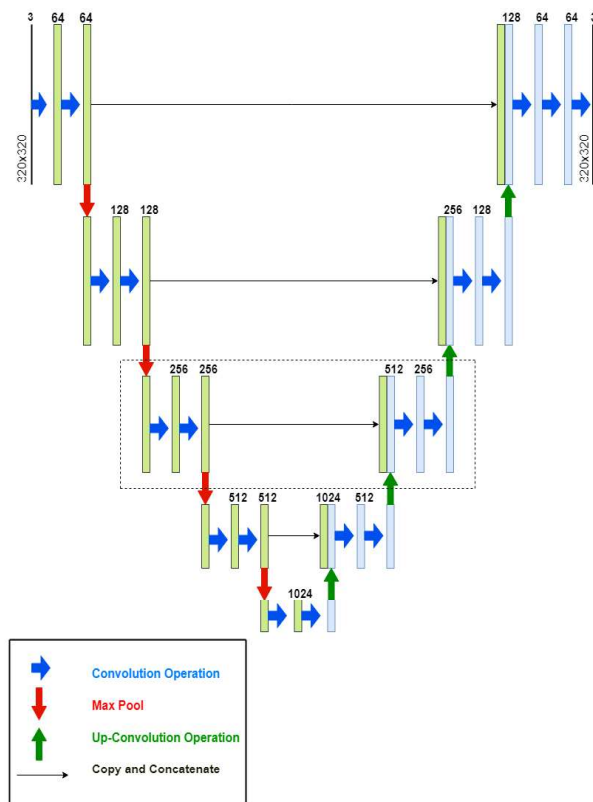 3 64 64 128 64 64 3
320x320 320x320
128 128 256 128
256 256 512 256
512 512 1024 512
1024
Convolution Operation
Max Pool
Up-Convolution Operation
Copy and Concatenate